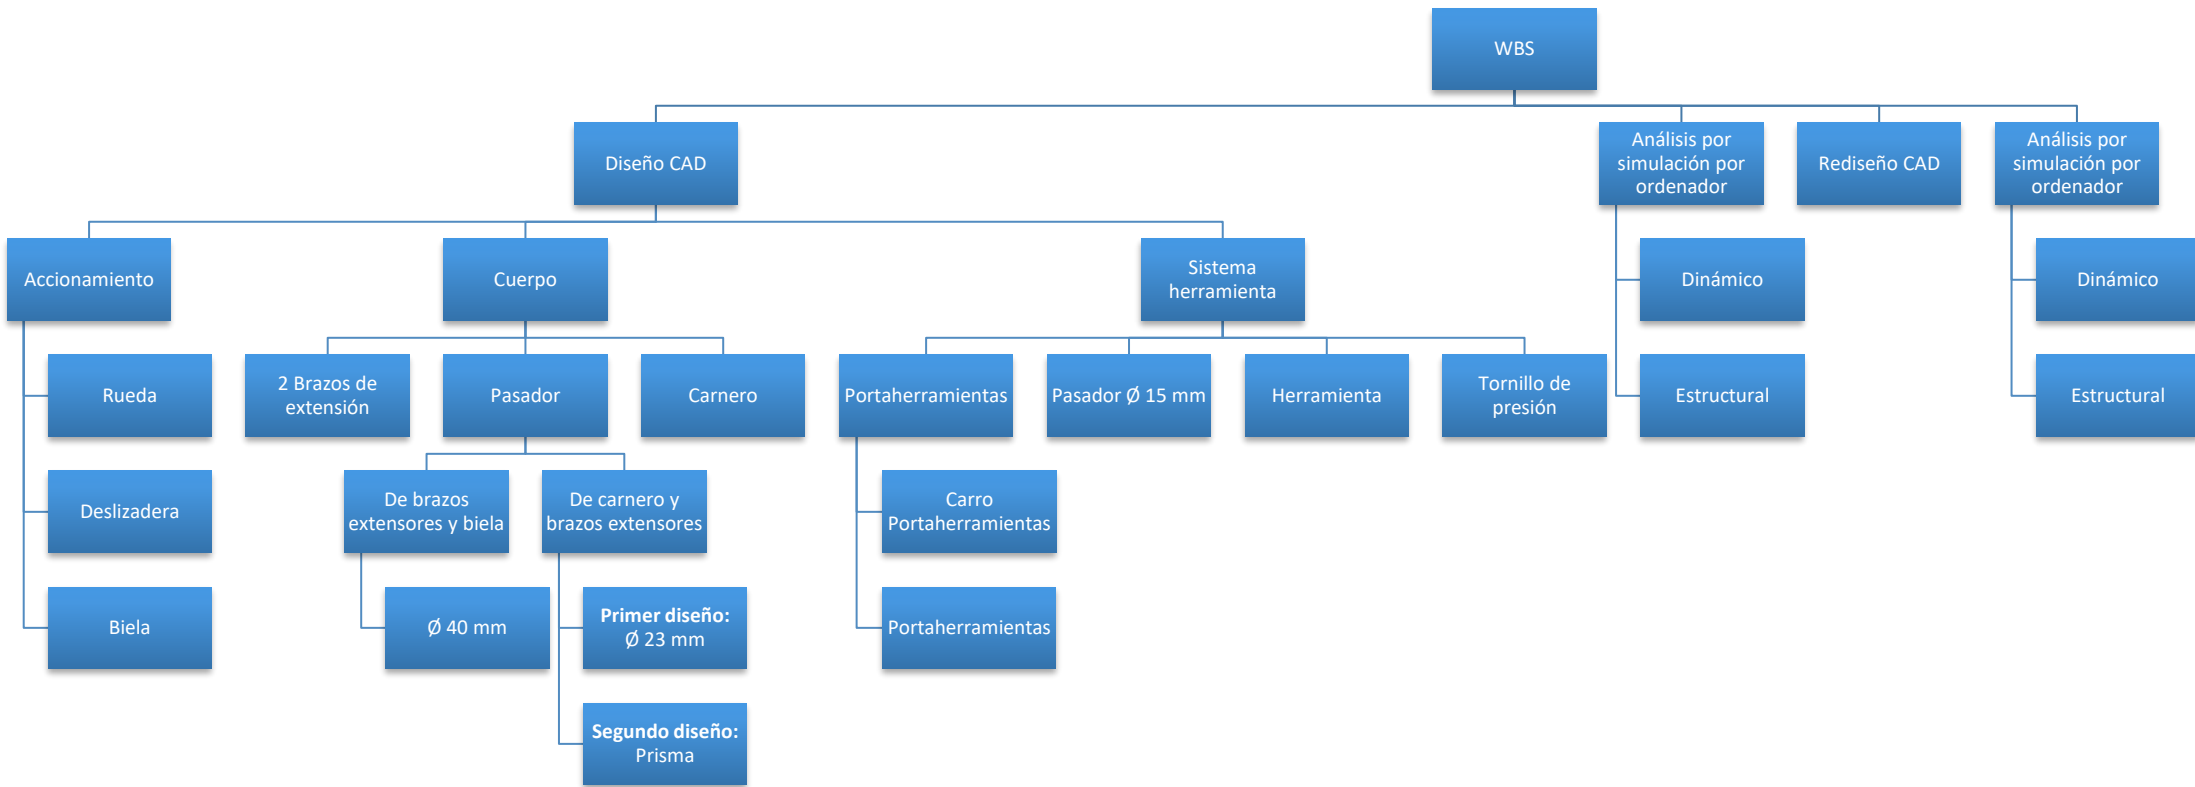 WBS
Diseño CAD
Análisis por
simulación por
ordenador
Rediseño CAD
Análisis por
simulación por
ordenador
Accionamiento
Cuerpo
Sistema
herramienta
Dinámico
Dinámico
Rueda
2 Brazos de
extensión
Pasador
Carnero
Portaherramientas
Pasador Ø 15 mm
Herramienta
Tornillo de
presión
Estructural
Estructural
Deslizadera
De brazos
extensores y biela
De carnero y
brazos extensores
Carro
Portaherramientas
Biela
Ø 40 mm
Primer diseño:
Ø 23 mm
Portaherramientas
Segundo diseño:
Prisma